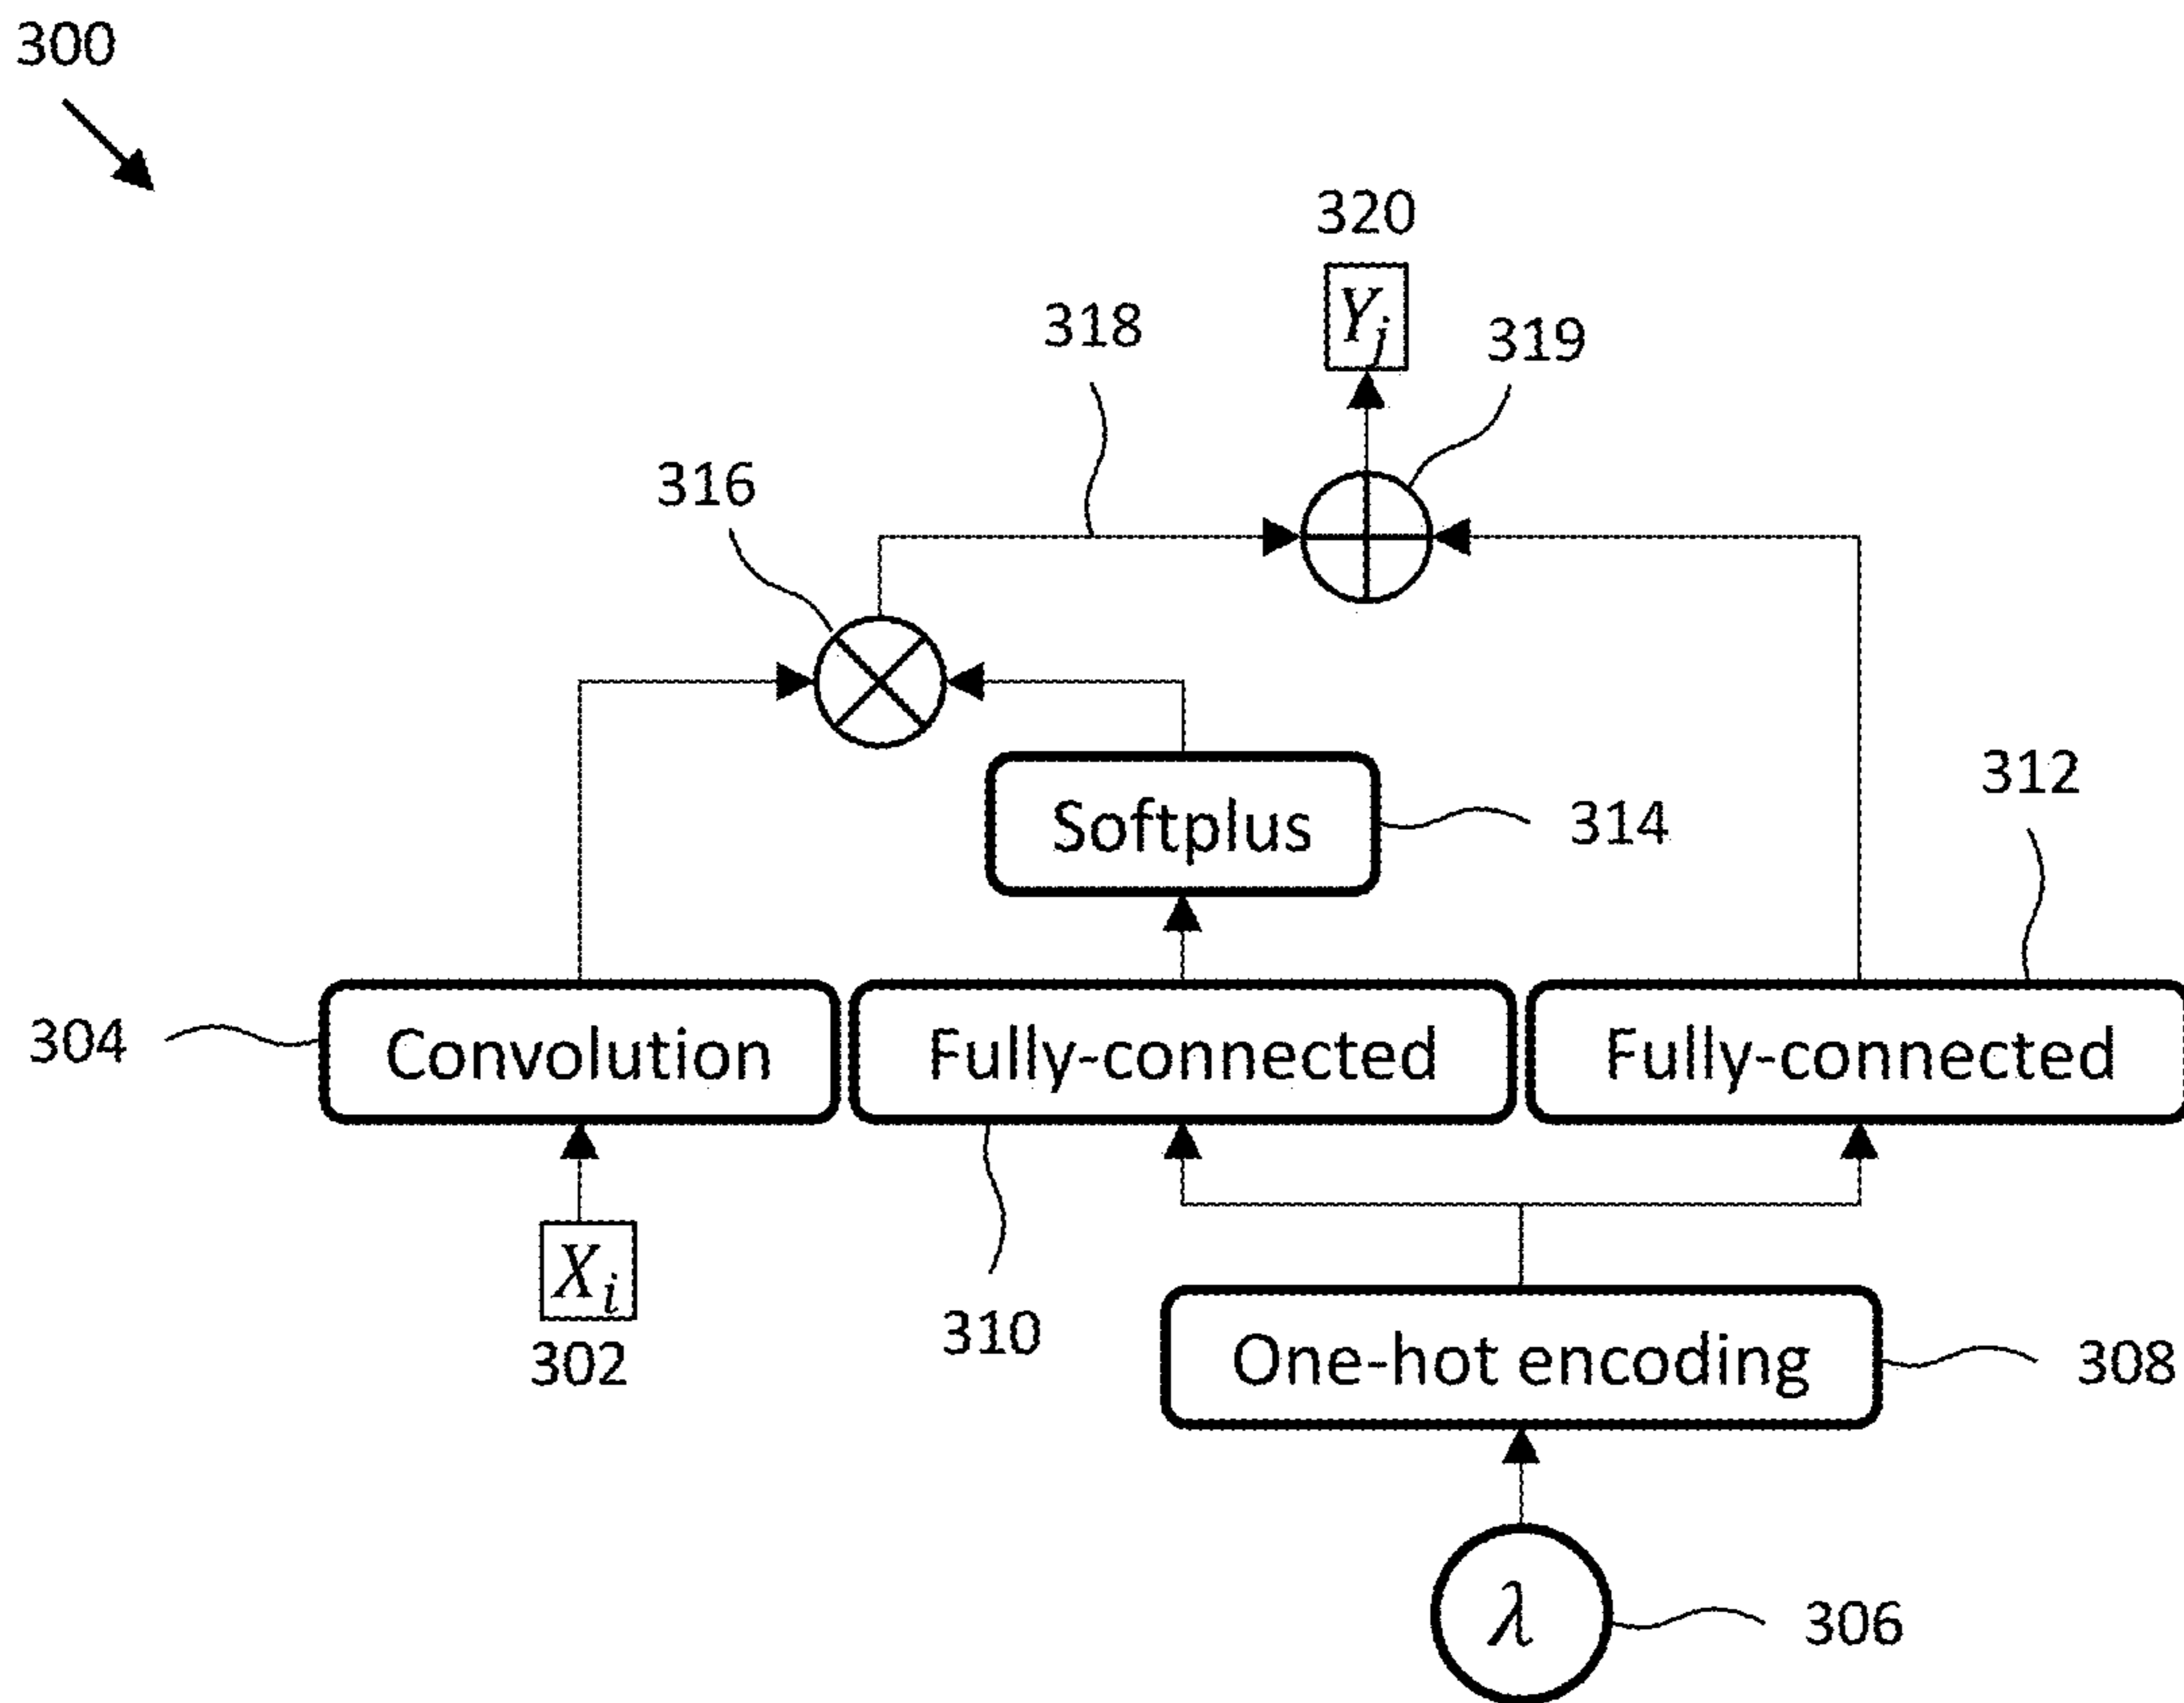 300
320
Yj
318
319
316
312
Softplus
314
304
Convolution
Fully-connected
Fully-connected
Xi
302
310
One-hot encoding
308
λ
306